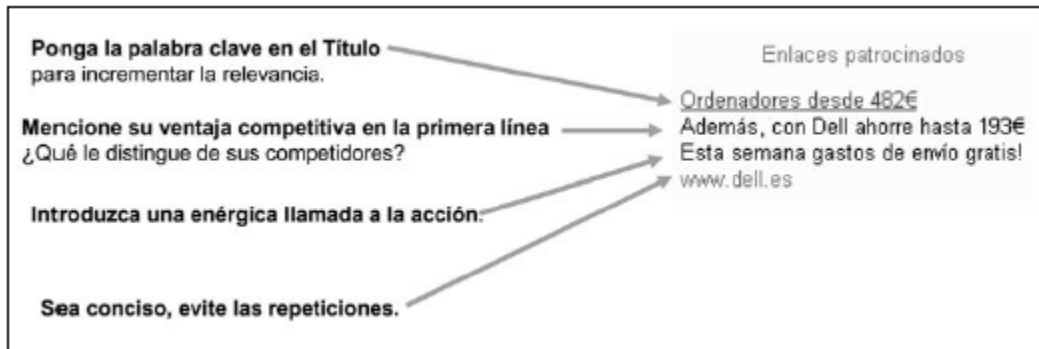 Ponga la palabra clave en el Título
para incrementar la relevancia.
Mencione su ventaja competitiva en la primera línea
¿Qué le distingue de sus competidores?
Introduzca una enérgica llamada a la acción.
Sea conciso, evite las repeticiones.
Enlaces patrocinados
Ordenadores desde 482€
Además, con Dell ahorre hasta 193€
Esta semana gastos de envío gratis!
www.dell.es